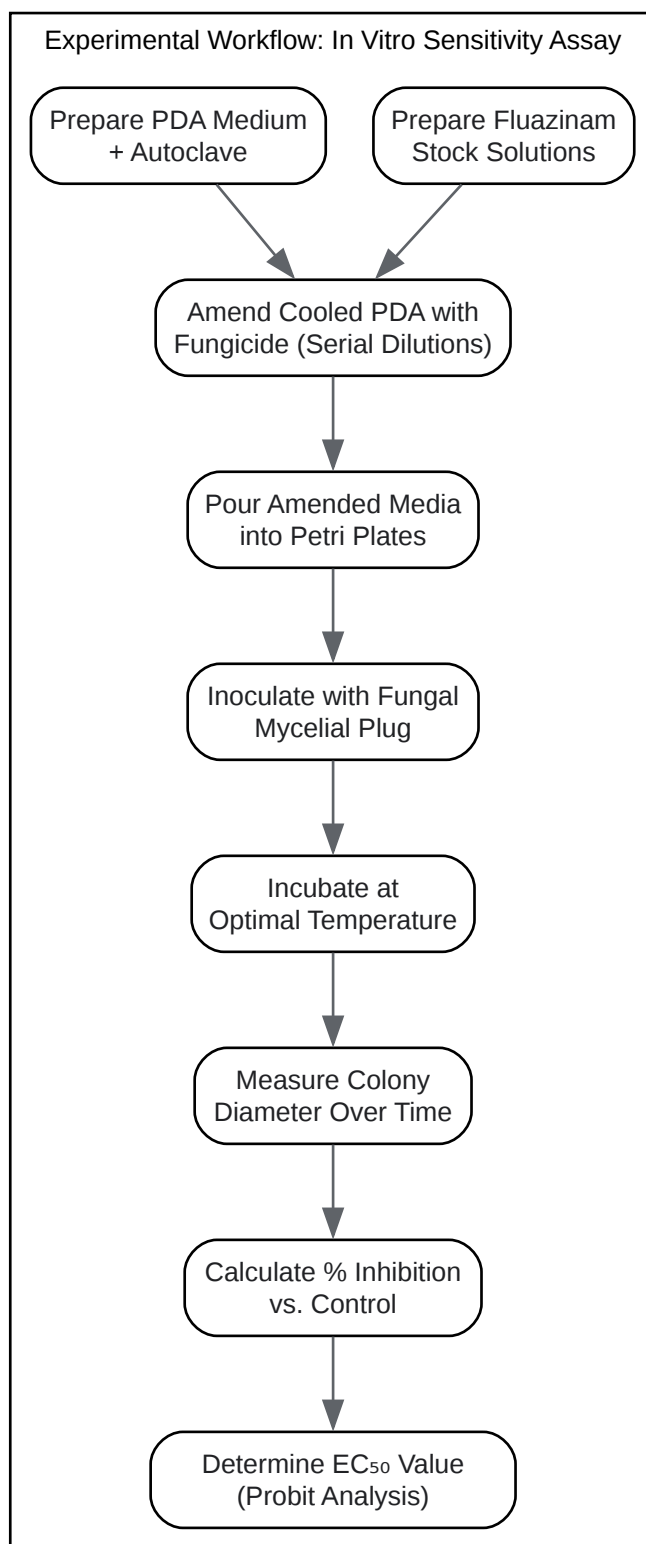 Experimental Workflow: In Vitro Sensitivity Assay
Prepare PDA Medium
+ Autoclave
Prepare Fluazinam
Stock Solutions
Amend Cooled PDA with
Fungicide (Serial Dilutions)
Pour Amended Media
into Petri Plates
Inoculate with Fungal
Mycelial Plug
Incubate at
Optimal Temperature
Measure Colony
Diameter Over Time
Calculate % Inhibition
vs. Control
Determine EC₅₀ Value
(Probit Analysis)